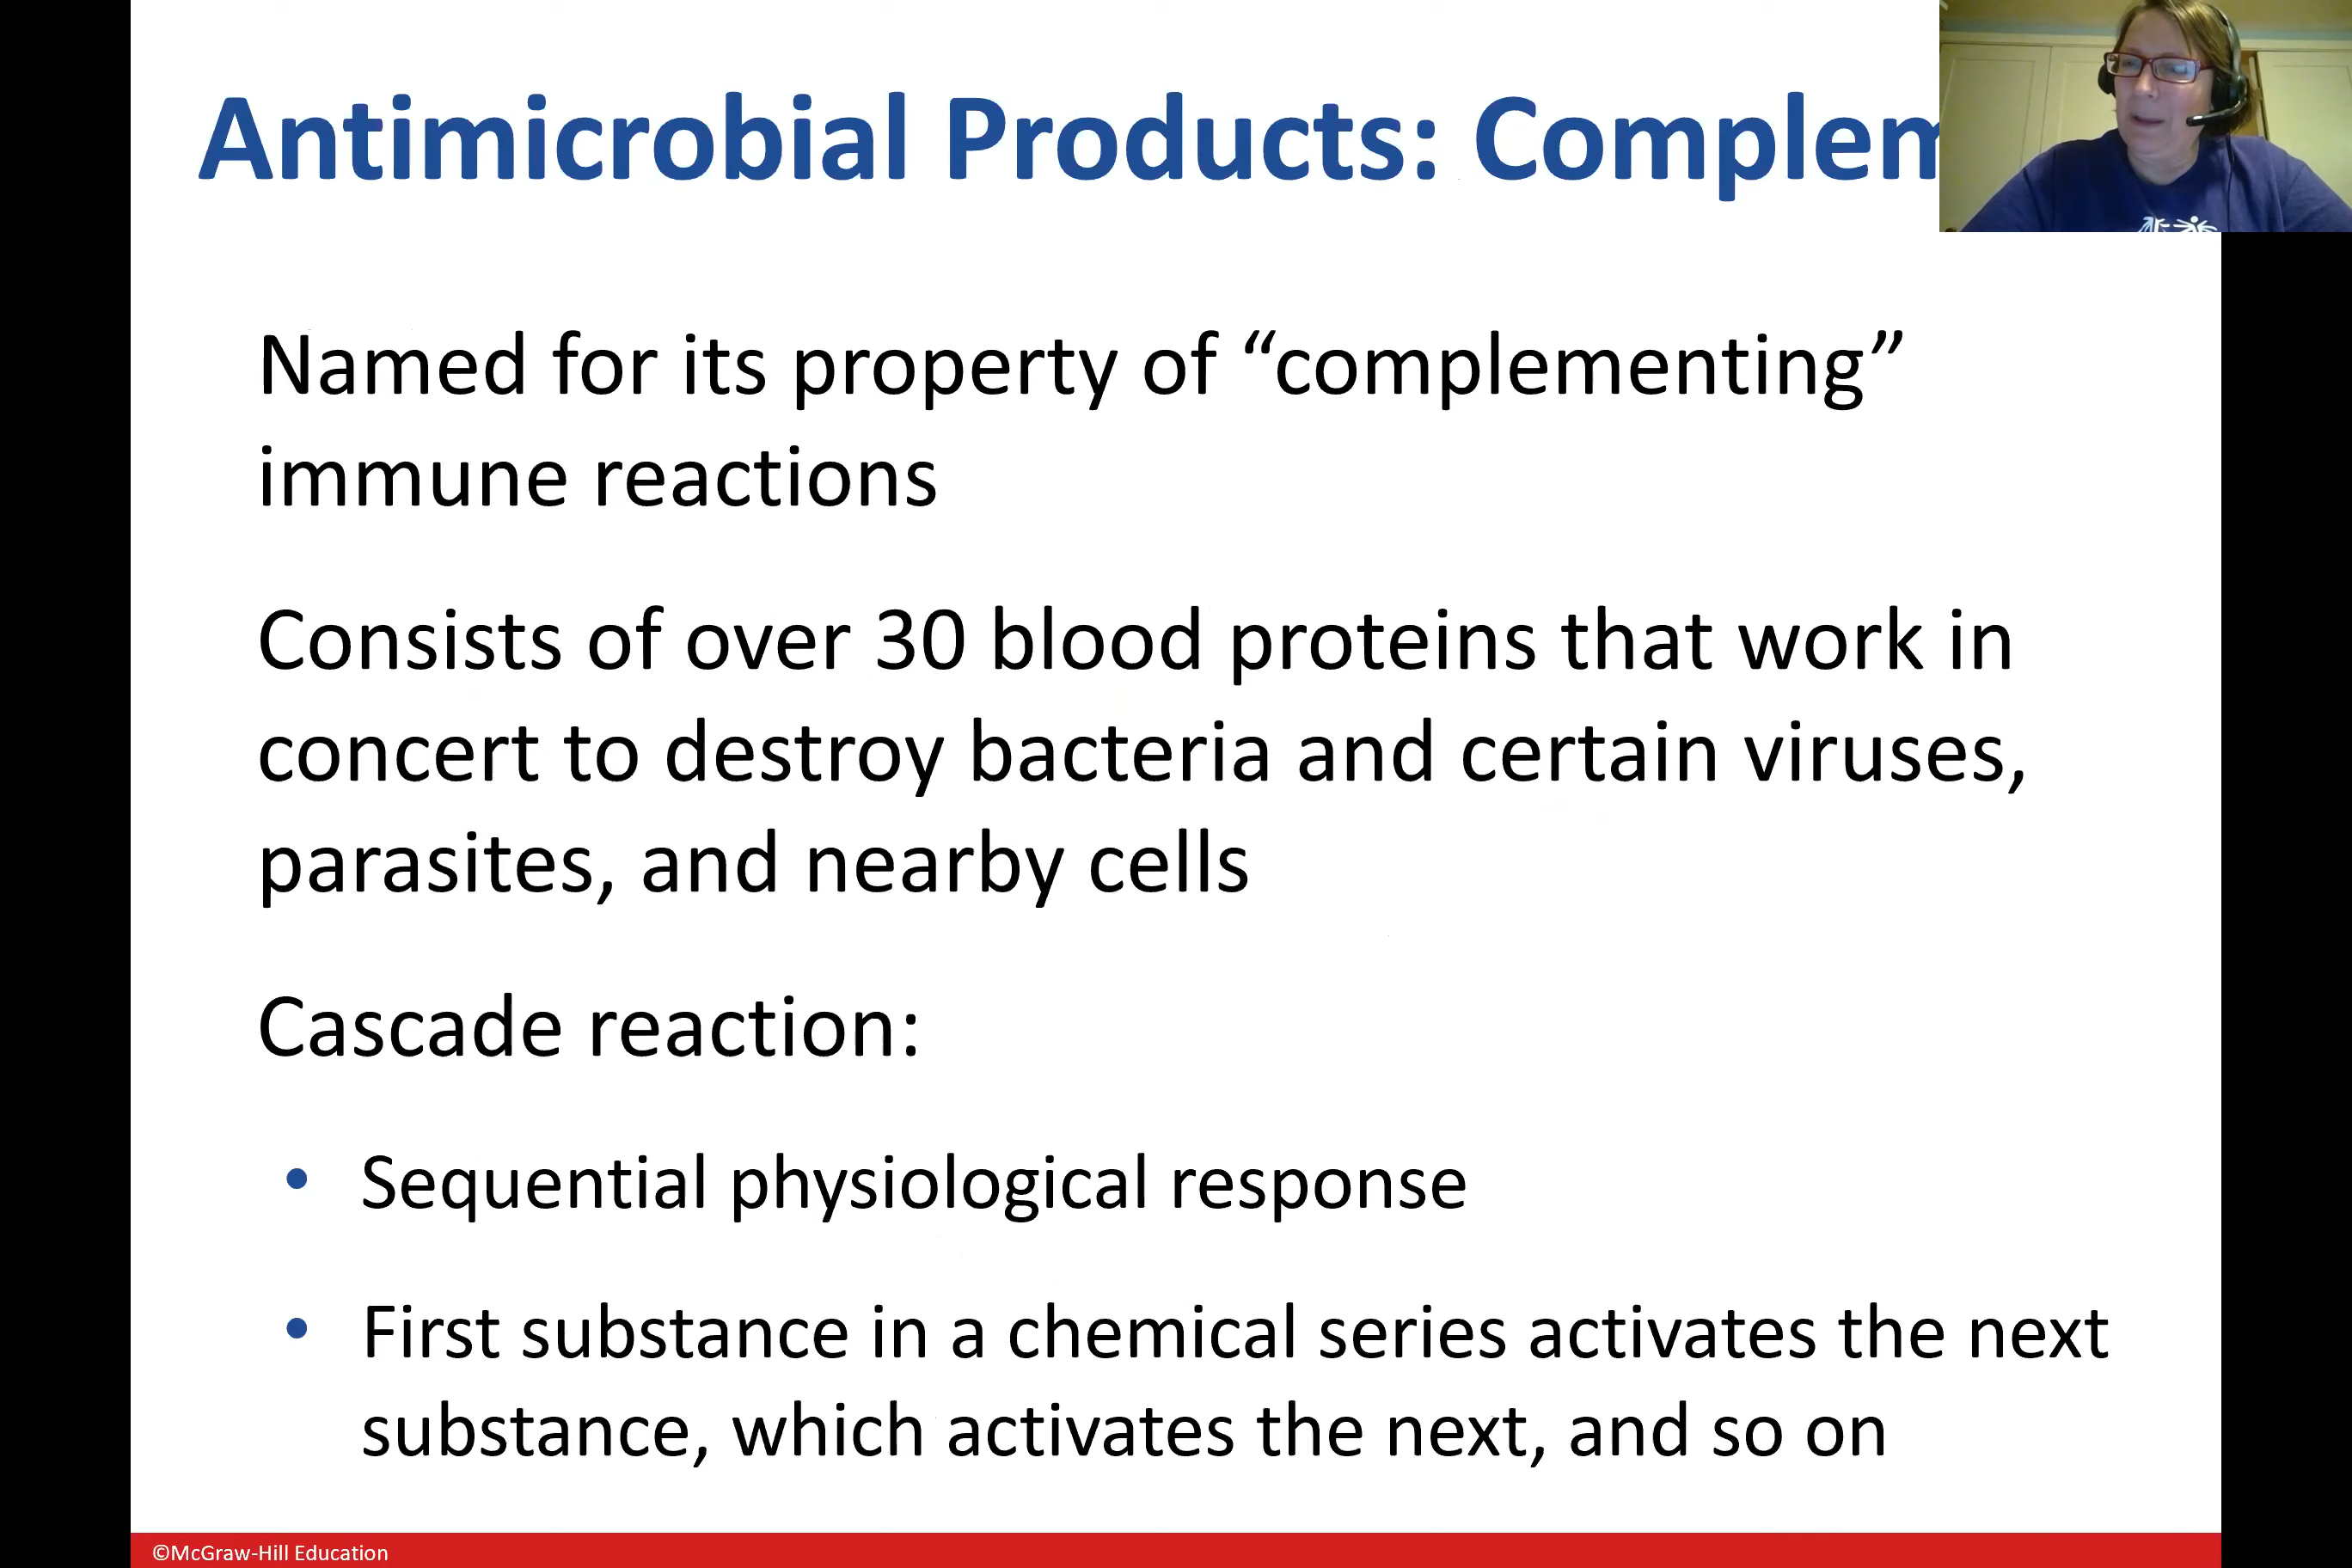 Antimicrobial Products: Complem
Named for its property of “complementing”
immune reactions
Consists of over 30 blood proteins that work in
concert to destroy bacteria and certain viruses,
parasites, and nearby cells
Cascade reaction:
• Sequential physiological response
• First substance in a chemical series activates the next
substance, which activates the next, and so on
©McGraw-Hill Education